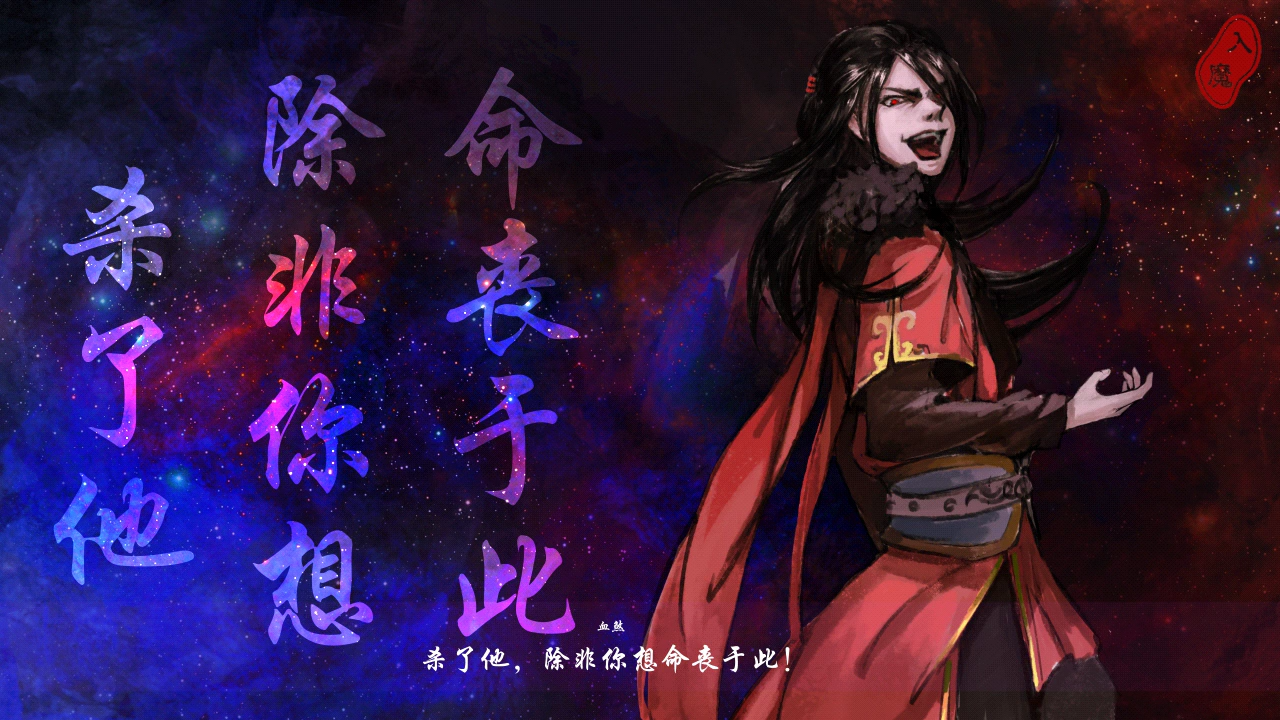 杀了他
除非你想
命丧于此
入魔
血煞
杀了他，除非你想命丧于此！